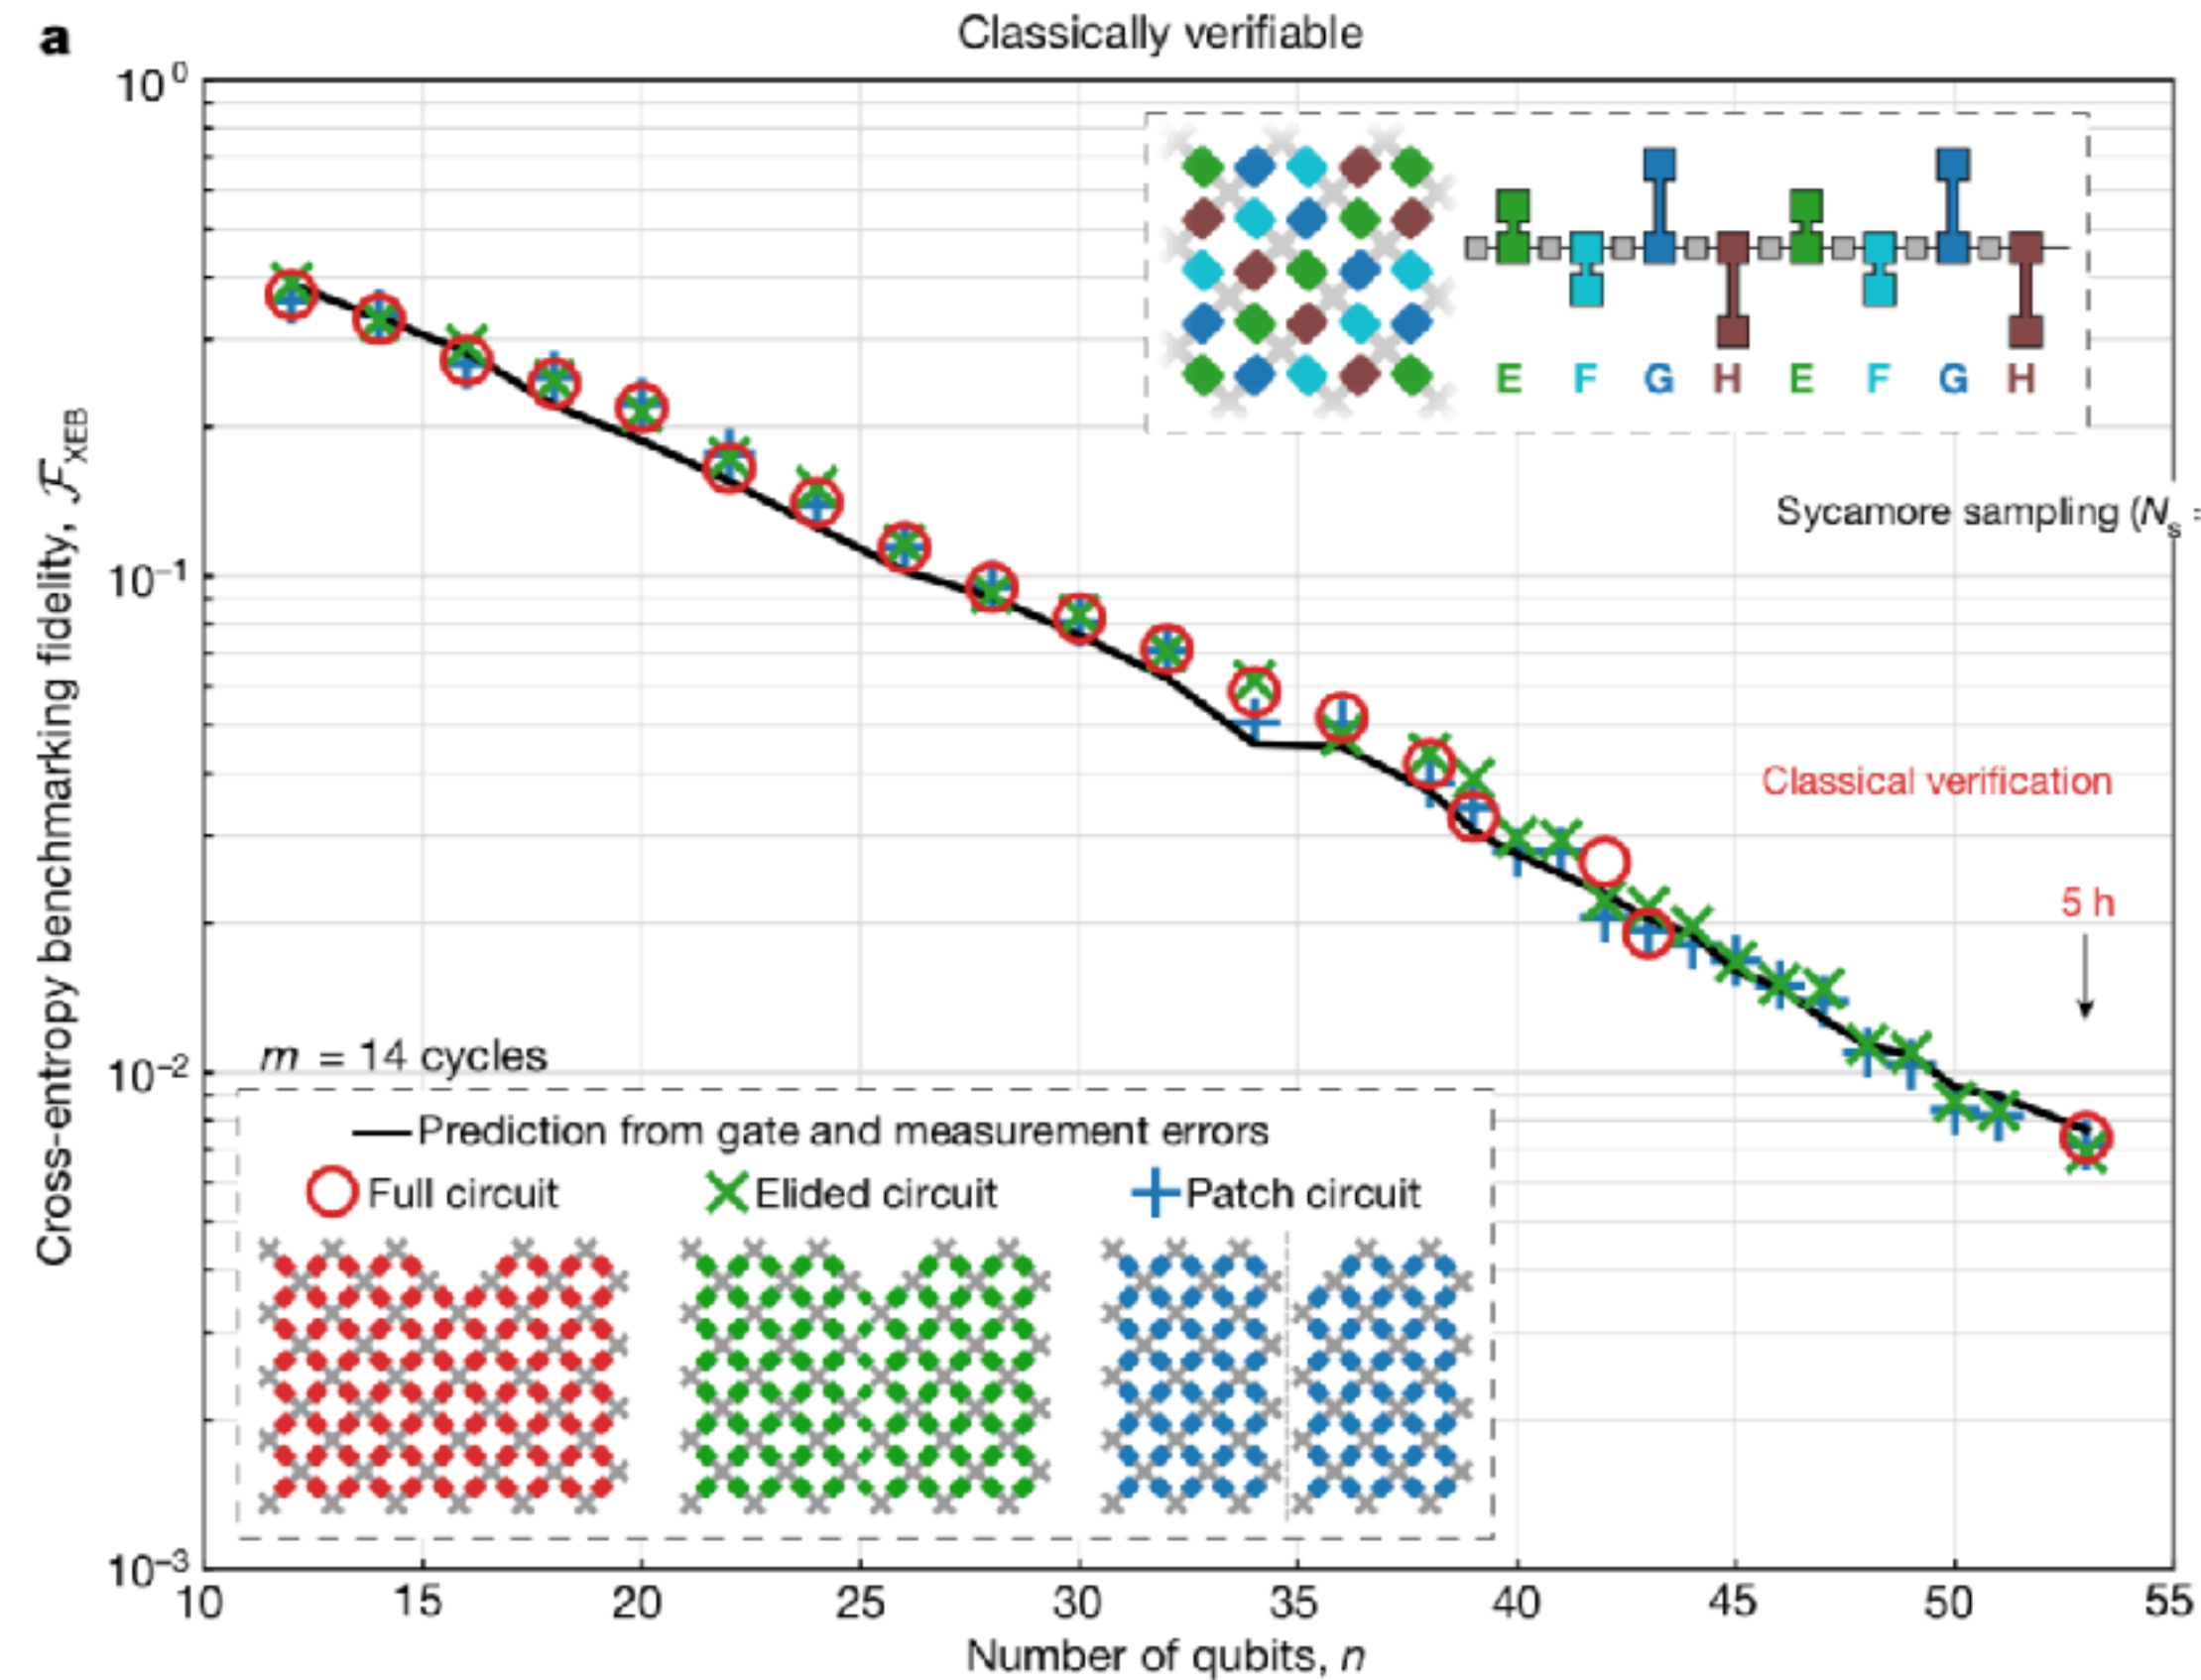 a
Classically verifiable
10⁰
10⁻¹
10⁻²
10⁻³
Cross-entropy benchmarking fidelity, ℱ_XEB
E F G H E F G H
Sycamore sampling (Nₛ =
Classical verification
5 h
m = 14 cycles
Prediction from gate and measurement errors
Full circuit
Elided circuit
Patch circuit
10 15 20 25 30 35 40 45 50 55
Number of qubits, n